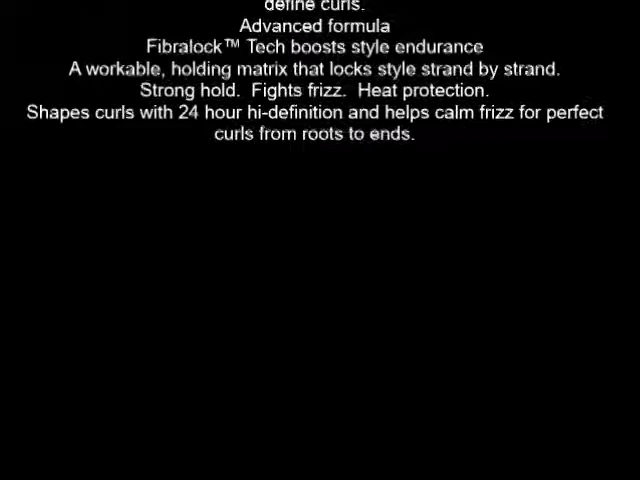 define curls.
Advanced formula
Fibralock™ Tech boosts style endurance
A workable, holding matrix that locks style strand by strand.
Strong hold.  Fights frizz.  Heat protection.
Shapes curls with 24 hour hi-definition and helps calm frizz for perfect
curls from roots to ends.